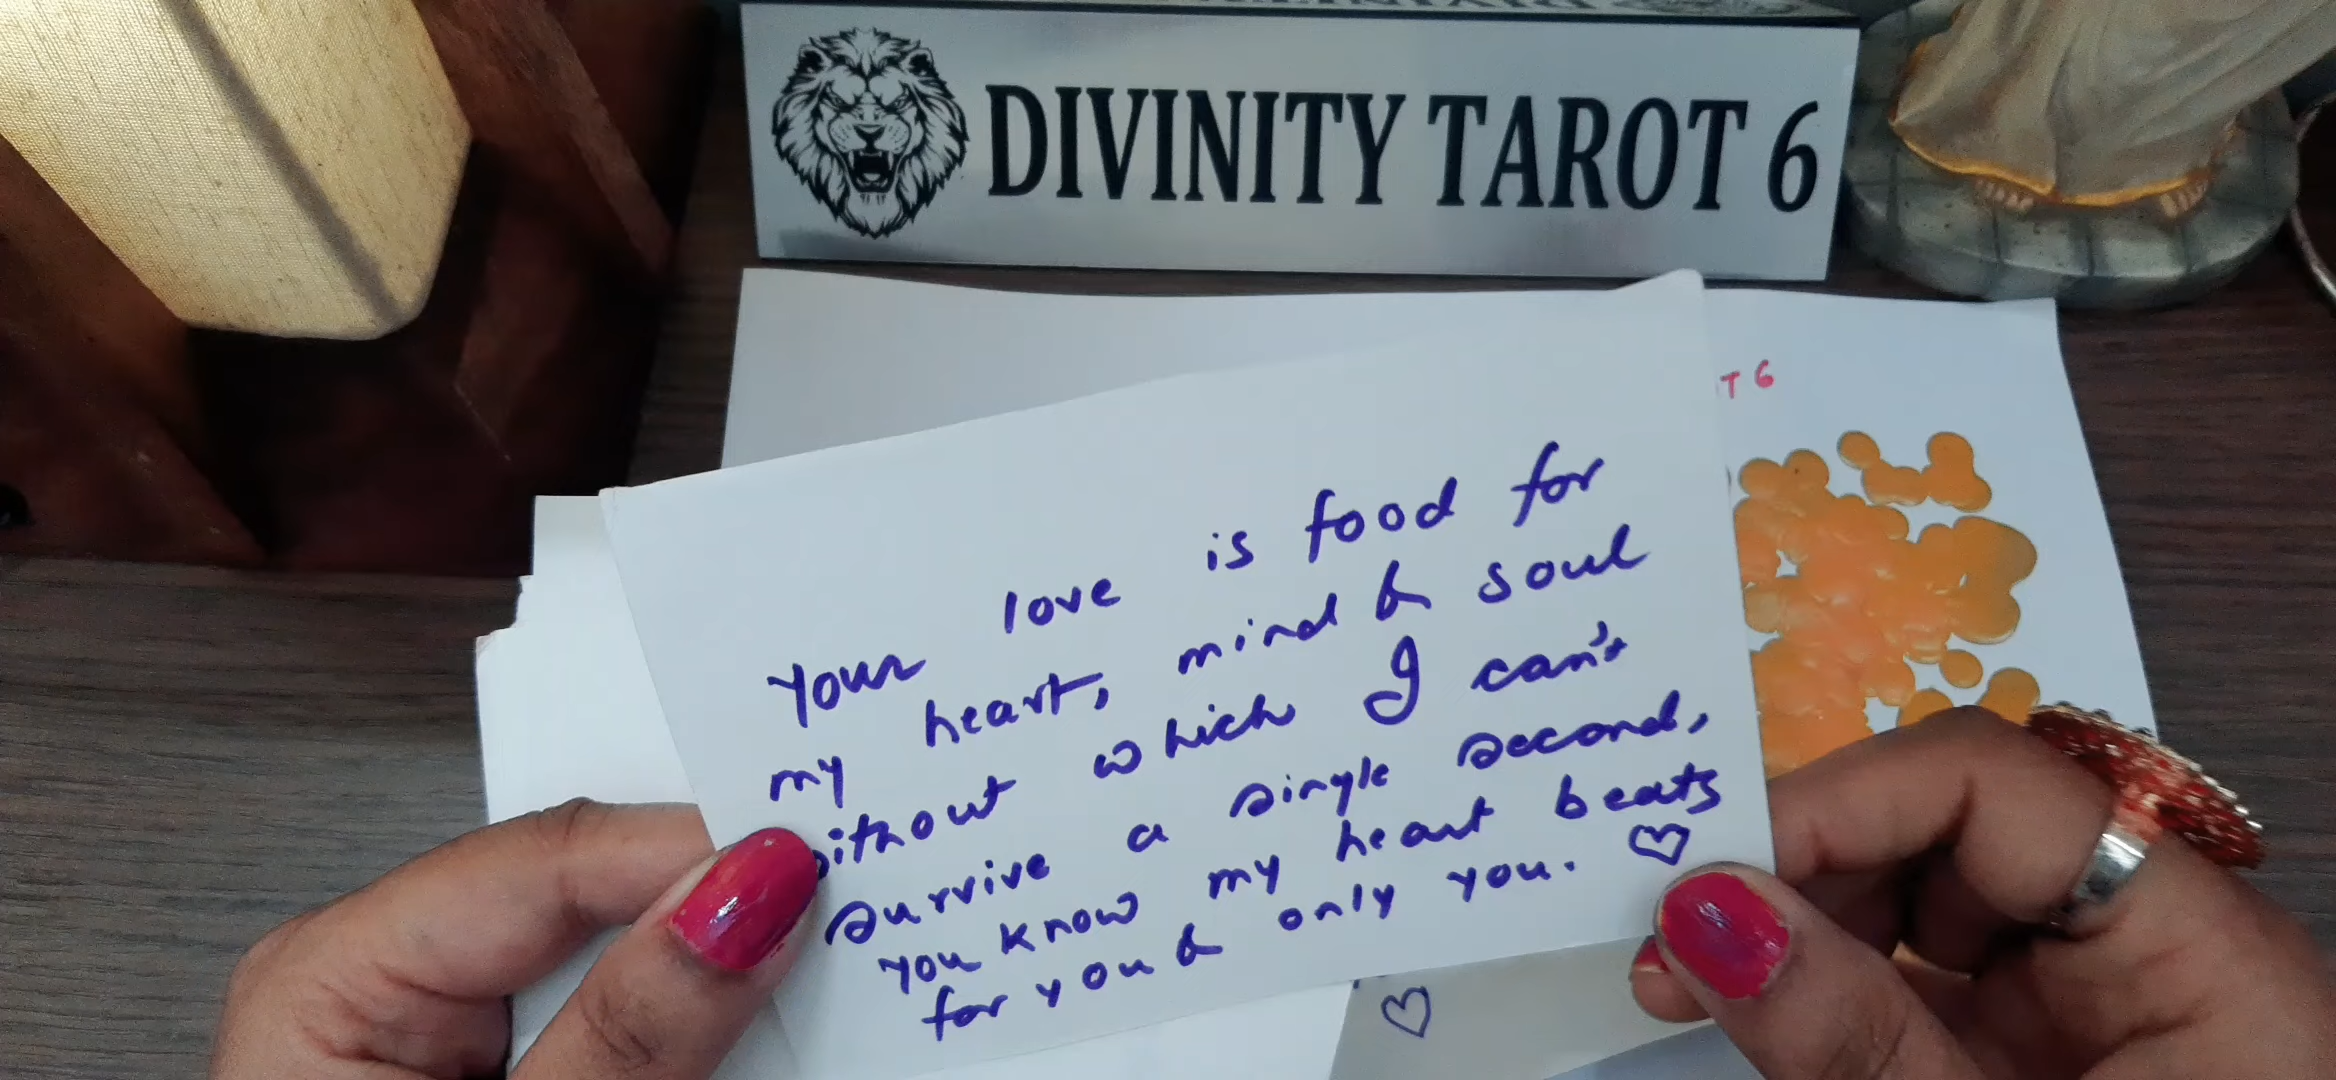 DIVINITY TAROT 6
T 6
Your love is food for
my heart, mind & soul
without which I can't
survive a single second,
you know my heart beats
for you & only you.